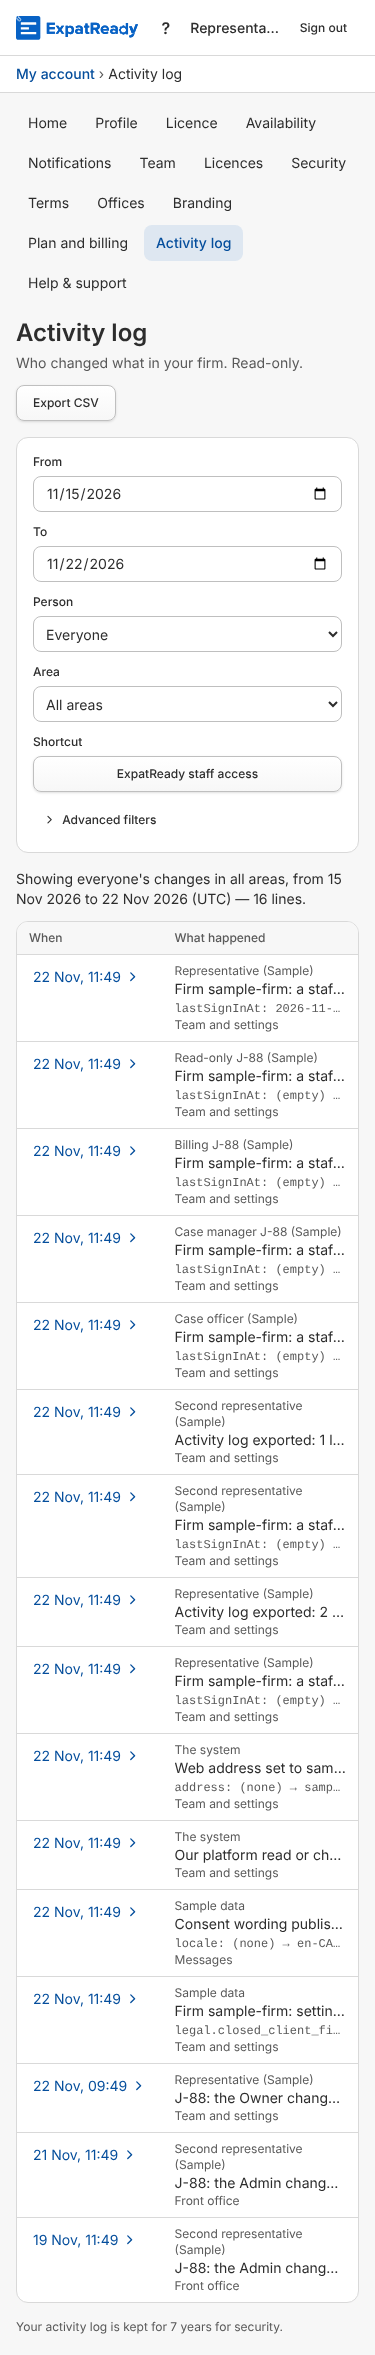 ExpatReady ? Representa... Sign out
My account › Activity log
Home Profile Licence Availability
Notifications Team Licences Security
Terms Offices Branding
Plan and billing Activity log
Help & support
Activity log
Who changed what in your firm. Read-only.
Export CSV
From
11/15/2026
To
11/22/2026
Person
Everyone
Area
All areas
Shortcut
ExpatReady staff access
Advanced filters
Showing everyone's changes in all areas, from 15
Nov 2026 to 22 Nov 2026 (UTC) — 16 lines.
When What happened
22 Nov, 11:49 Representative (Sample)
Firm sample-firm: a staf...
lastSignInAt: 2026-11-...
Team and settings
22 Nov, 11:49 Read-only J-88 (Sample)
Firm sample-firm: a staf...
lastSignInAt: (empty) ...
Team and settings
22 Nov, 11:49 Billing J-88 (Sample)
Firm sample-firm: a staf...
lastSignInAt: (empty) ...
Team and settings
22 Nov, 11:49 Case manager J-88 (Sample)
Firm sample-firm: a staf...
lastSignInAt: (empty) ...
Team and settings
22 Nov, 11:49 Case officer (Sample)
Firm sample-firm: a staf...
lastSignInAt: (empty) ...
Team and settings
22 Nov, 11:49 Second representative
(Sample)
Activity log exported: 1 l...
Team and settings
22 Nov, 11:49 Second representative
(Sample)
Firm sample-firm: a staf...
lastSignInAt: (empty) ...
Team and settings
22 Nov, 11:49 Representative (Sample)
Activity log exported: 2 ...
Team and settings
22 Nov, 11:49 Representative (Sample)
Firm sample-firm: a staf...
lastSignInAt: (empty) ...
Team and settings
22 Nov, 11:49 The system
Web address set to sam...
address: (none) → samp...
Team and settings
22 Nov, 11:49 The system
Our platform read or ch...
Team and settings
22 Nov, 11:49 Sample data
Consent wording publis...
locale: (none) → en-CA...
Messages
22 Nov, 11:49 Sample data
Firm sample-firm: settin...
legal.closed_client_fi...
Team and settings
22 Nov, 09:49 Representative (Sample)
J-88: the Owner chang...
Team and settings
21 Nov, 11:49 Second representative
(Sample)
J-88: the Admin chang...
Front office
19 Nov, 11:49 Second representative
(Sample)
J-88: the Admin chang...
Front office
Your activity log is kept for 7 years for security.